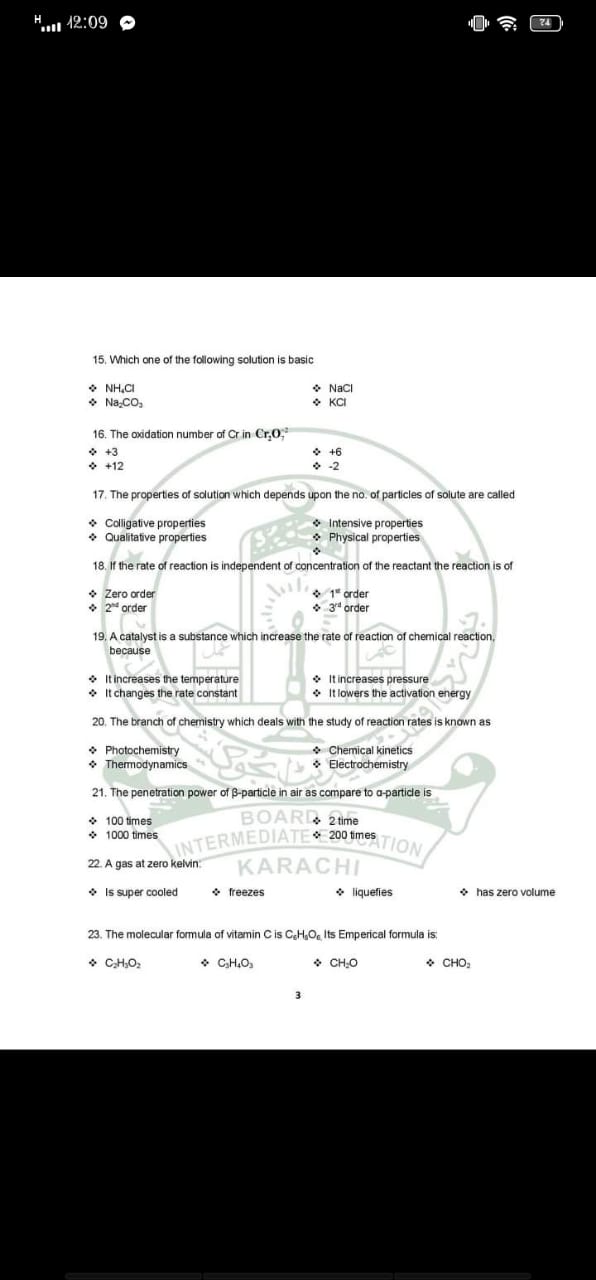 H 12:09 74
15. Which one of the following solution is basic
❖ NH₄Cl ❖ NaCl
❖ Na₂CO₃ ❖ KCl
16. The oxidation number of Cr in Cr₂O₇⁻²
❖ +3 ❖ +6
❖ +12 ❖ -2
17. The properties of solution which depends upon the no. of particles of solute are called
❖ Colligative properties ❖ Intensive properties
❖ Qualitative properties ❖ Physical properties
❖
18. If the rate of reaction is independent of concentration of the reactant the reaction is of
❖ Zero order ❖ 1ˢᵗ order
❖ 2ⁿᵈ order ❖ 3ʳᵈ order
19. A catalyst is a substance which increase the rate of reaction of chemical reaction,
because
❖ It increases the temperature ❖ It increases pressure
❖ It changes the rate constant ❖ It lowers the activation energy
20. The branch of chemistry which deals with the study of reaction rates is known as
❖ Photochemistry ❖ Chemical kinetics
❖ Thermodynamics ❖ Electrochemistry
21. The penetration power of β-particle in air as compare to α-particle is
❖ 100 times ❖ 2 time
❖ 1000 times ❖ 200 times
BOARD OF
INTERMEDIATE EDUCATION
KARACHI
22. A gas at zero kelvin:
❖ Is super cooled ❖ freezes ❖ liquefies ❖ has zero volume
23. The molecular formula of vitamin C is C₆H₈O₆, Its Emperical formula is:
❖ C₂H₃O₂ ❖ C₃H₄O₃ ❖ CH₂O ❖ CHO₂
3